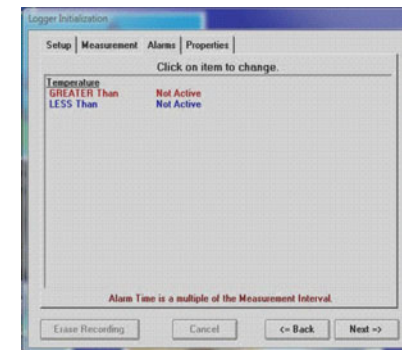 Logger Initialization
Setup Measurement Alarms Properties
Click on item to change.
Temperature
GREATER Than Not Active
LESS Than Not Active
Alarm Time is a multiple of the Measurement Interval.
Erase Recording Cancel <- Back Next ->